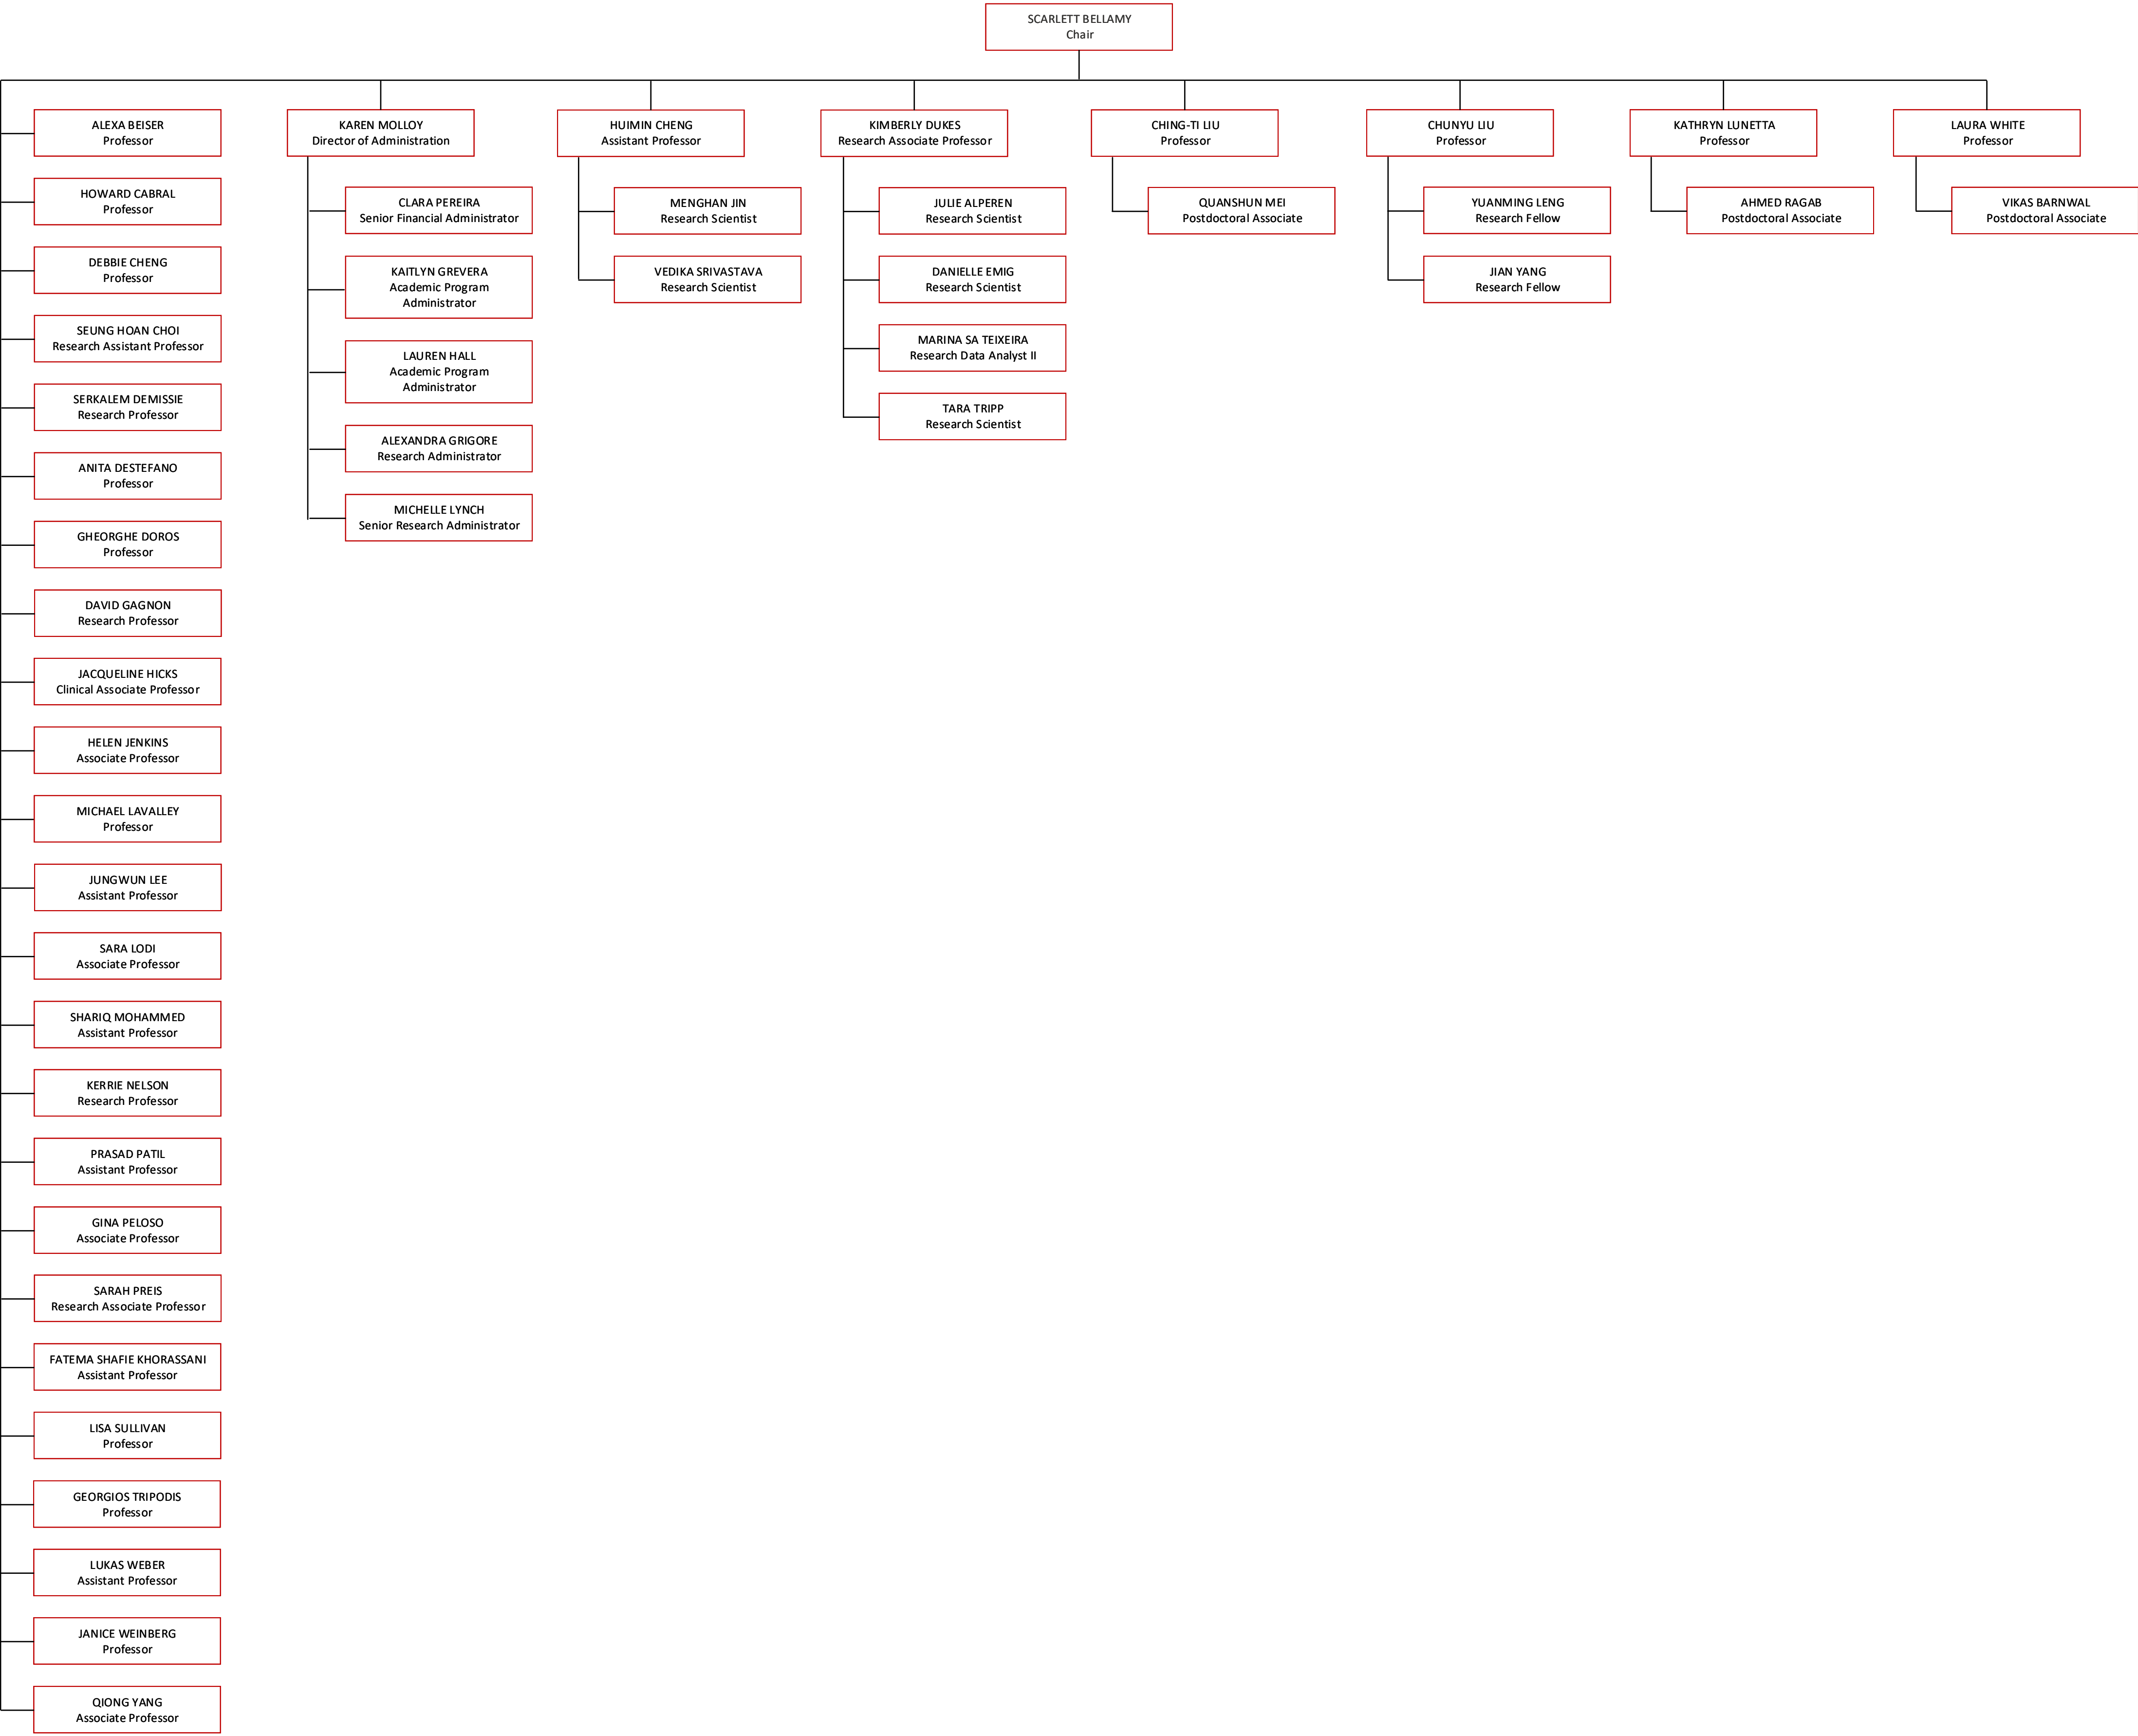 SCARLETT BELLAMY
Chair
ALEXA BEISER
Professor
HOWARD CABRAL
Professor
DEBBIE CHENG
Professor
SEUNG HOAN CHOI
Research Assistant Professor
SERKALEM DEMISSIE
Research Professor
ANITA DESTEFANO
Professor
GHEORGHE DOROS
Professor
DAVID GAGNON
Research Professor
JACQUELINE HICKS
Clinical Associate Professor
HELEN JENKINS
Associate Professor
MICHAEL LAVALLEY
Professor
JUNGWUN LEE
Assistant Professor
SARA LODI
Associate Professor
SHARIQ MOHAMMED
Assistant Professor
KERRIE NELSON
Research Professor
PRASAD PATIL
Assistant Professor
GINA PELOSO
Associate Professor
SARAH PREIS
Research Associate Professor
FATEMA SHAFIE KHORASSANI
Assistant Professor
LISA SULLIVAN
Professor
GEORGIOS TRIPODIS
Professor
LUKAS WEBER
Assistant Professor
JANICE WEINBERG
Professor
QIONG YANG
Associate Professor
KAREN MOLLOY
Director of Administration
CLARA PEREIRA
Senior Financial Administrator
KAITLYN GREVERA
Academic Program
Administrator
LAUREN HALL
Academic Program
Administrator
ALEXANDRA GRIGORE
Research Administrator
MICHELLE LYNCH
Senior Research Administrator
HUIMIN CHENG
Assistant Professor
MENGHAN JIN
Research Scientist
VEDIKA SRIVASTAVA
Research Scientist
KIMBERLY DUKES
Research Associate Professor
JULIE ALPEREN
Research Scientist
DANIELLE EMIG
Research Scientist
MARINA SA TEIXEIRA
Research Data Analyst II
TARA TRIPP
Research Scientist
CHING-TI LIU
Professor
QUANSHUN MEI
Postdoctoral Associate
CHUNYU LIU
Professor
YUANMING LENG
Research Fellow
JIAN YANG
Research Fellow
KATHRYN LUNETTA
Professor
AHMED RAGAB
Postdoctoral Associate
LAURA WHITE
Professor
VIKAS BARNWAL
Postdoctoral Associate